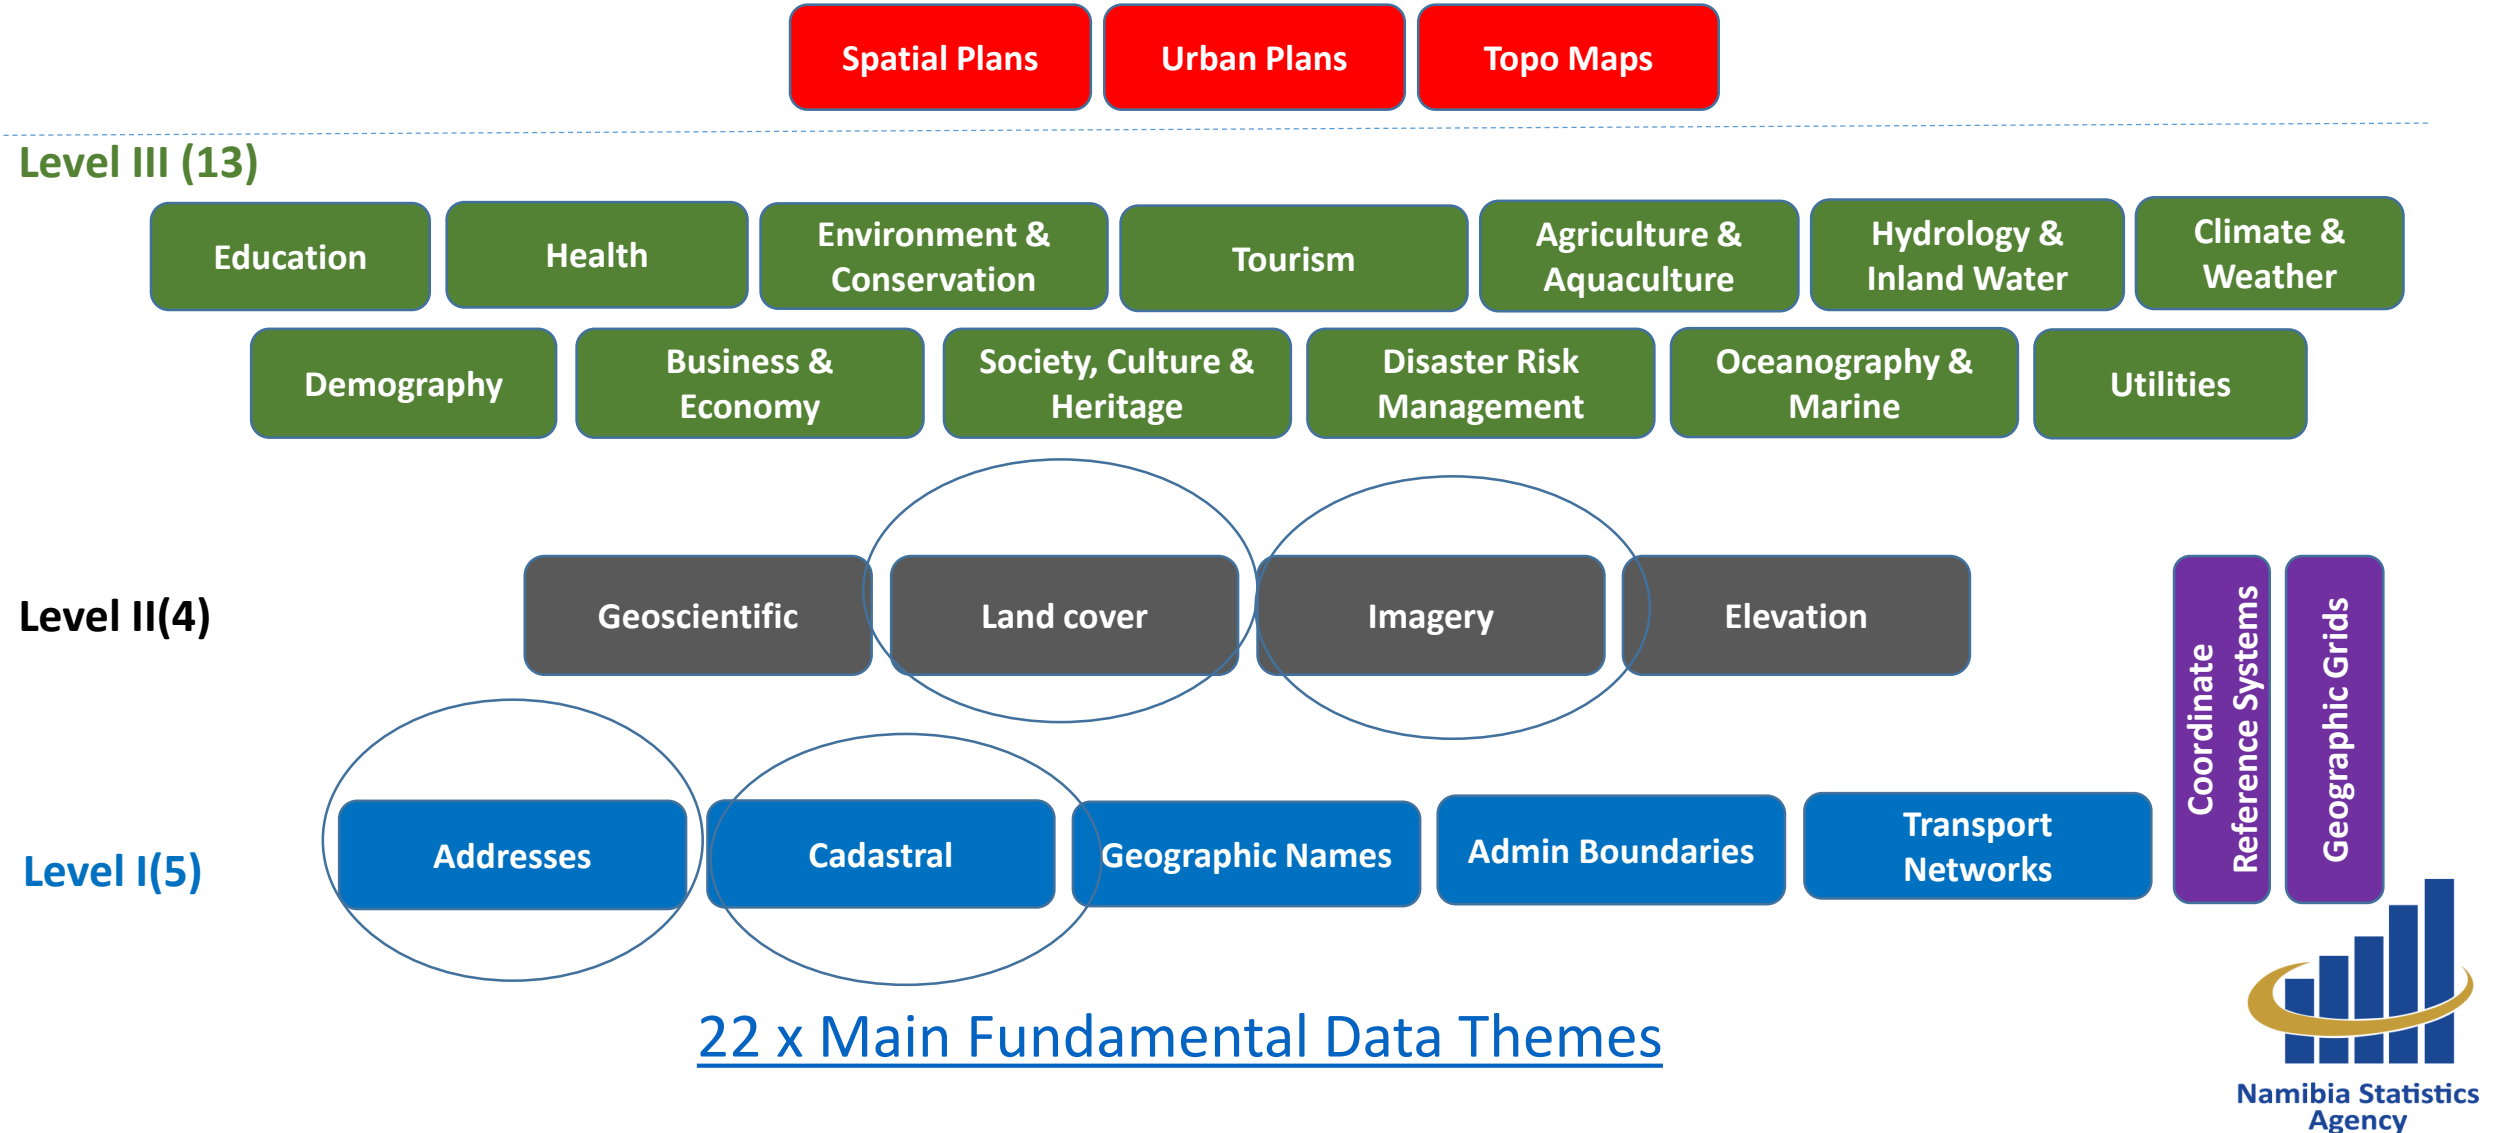 Spatial Plans
Urban Plans
Topo Maps
Level III (13)
Education
Health
Environment &
Conservation
Tourism
Agriculture &
Aquaculture
Hydrology &
Inland Water
Climate &
Weather
Demography
Business &
Economy
Society, Culture &
Heritage
Disaster Risk
Management
Oceanography &
Marine
Utilities
Level II(4)
Geoscientific
Land cover
Imagery
Elevation
Coordinate
Reference Systems
Geographic Grids
Level I(5)
Addresses
Cadastral
Geographic Names
Admin Boundaries
Transport
Networks
22 x Main Fundamental Data Themes
Namibia Statistics
Agency